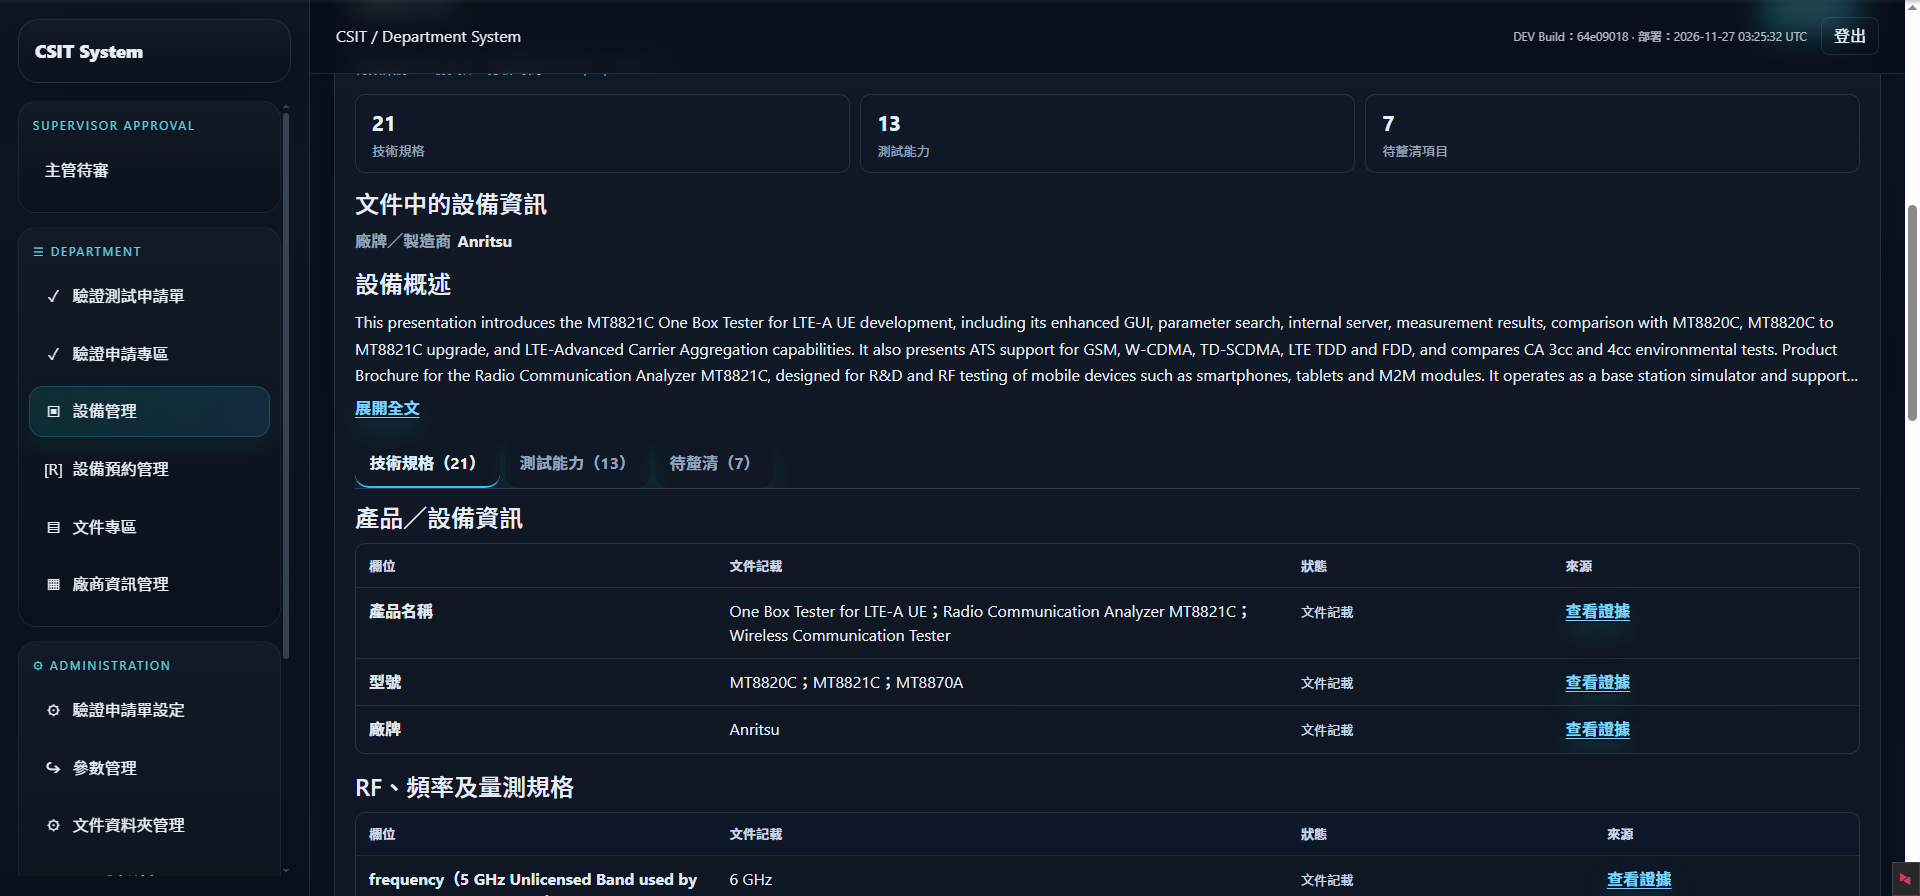 CSIT System
SUPERVISOR APPROVAL
主管待審
☰ DEPARTMENT
✓ 驗證測試申請單
✓ 驗證申請專區
▣ 設備管理
[R] 設備預約管理
▤ 文件專區
▦ 廠商資訊管理
⚙ ADMINISTRATION
⚙ 驗證申請單設定
↪ 參數管理
⚙ 文件資料夾管理
CSIT / Department System
DEV Build：64e09018 · 部署：2026-11-27 03:25:32 UTC
登出
21
技術規格
13
測試能力
7
待釐清項目
文件中的設備資訊
廠牌／製造商 Anritsu
設備概述
This presentation introduces the MT8821C One Box Tester for LTE-A UE development, including its enhanced GUI, parameter search, internal server, measurement results, comparison with MT8820C, MT8820C to
MT8821C upgrade, and LTE-Advanced Carrier Aggregation capabilities. It also presents ATS support for GSM, W-CDMA, TD-SCDMA, LTE TDD and FDD, and compares CA 3cc and 4cc environmental tests. Product
Brochure for the Radio Communication Analyzer MT8821C, designed for R&D and RF testing of mobile devices such as smartphones, tablets and M2M modules. It operates as a base station simulator and support…
展開全文
技術規格（21） 測試能力（13） 待釐清（7）
產品／設備資訊
欄位 文件記載 狀態 來源
產品名稱 One Box Tester for LTE-A UE；Radio Communication Analyzer MT8821C； 文件記載 查看證據
Wireless Communication Tester
型號 MT8820C；MT8821C；MT8870A 文件記載 查看證據
廠牌 Anritsu 文件記載 查看證據
RF、頻率及量測規格
欄位 文件記載 狀態 來源
frequency（5 GHz Unlicensed Band used by 6 GHz 文件記載 查看證據